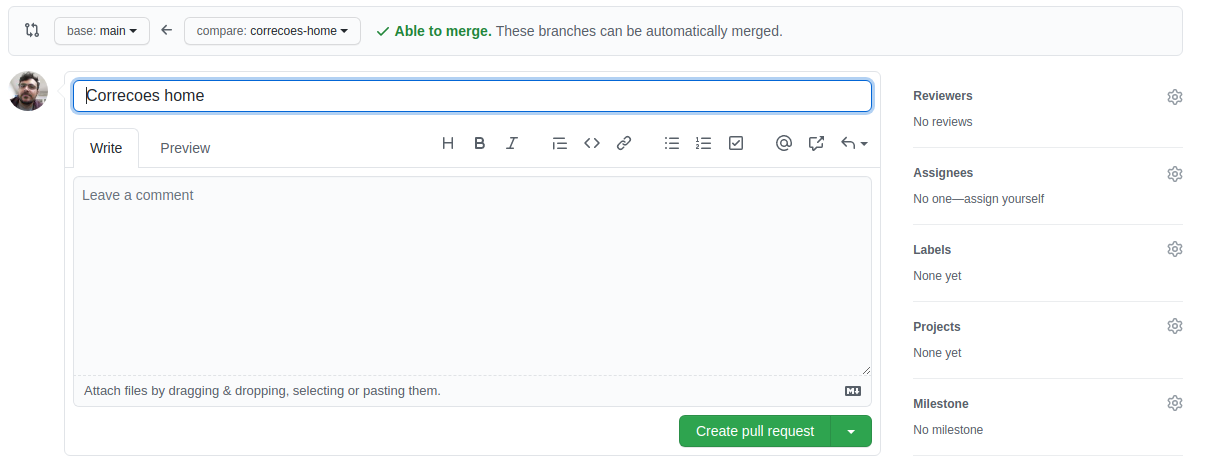 base: main compare: correcoes-home Able to merge. These branches can be automatically merged.
Correcoes home
Write Preview
Leave a comment
Attach files by dragging & dropping, selecting or pasting them.
Create pull request
Reviewers
No reviews
Assignees
No one—assign yourself
Labels
None yet
Projects
None yet
Milestone
No milestone